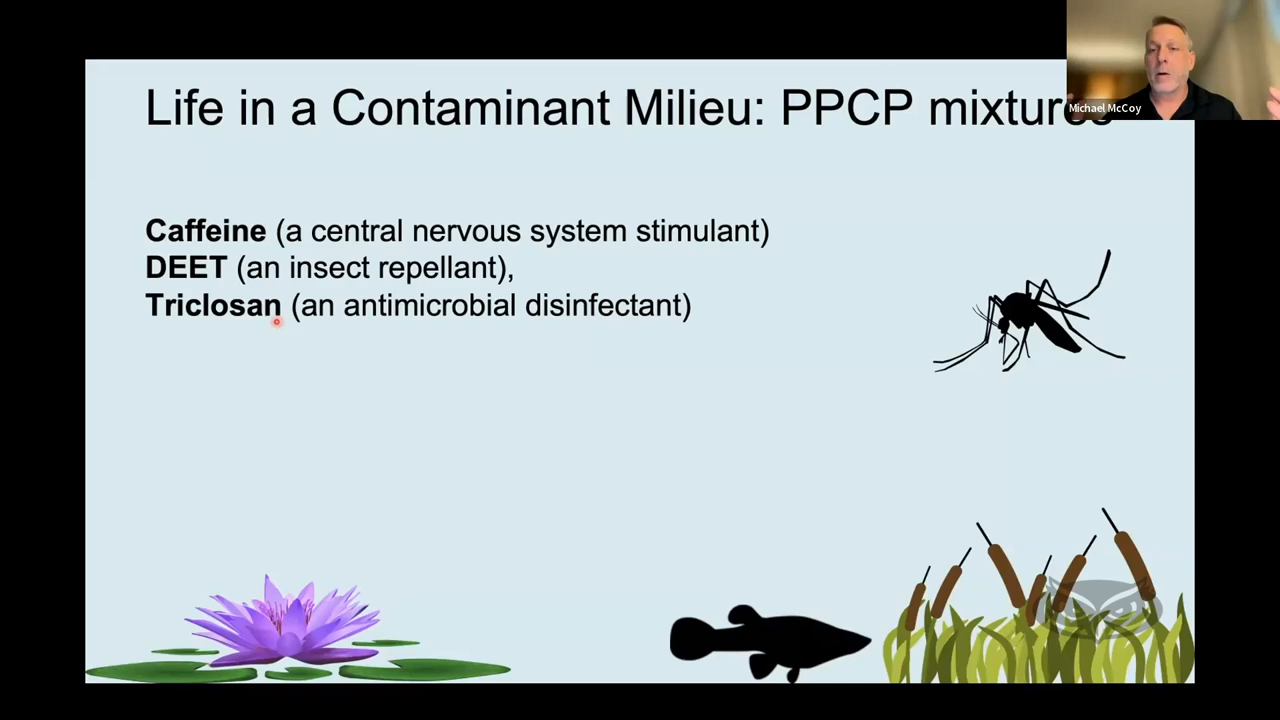 Life in a Contaminant Milieu: PPCP mixtures
Michael McCoy
Caffeine (a central nervous system stimulant)
DEET (an insect repellant),
Triclosan (an antimicrobial disinfectant)